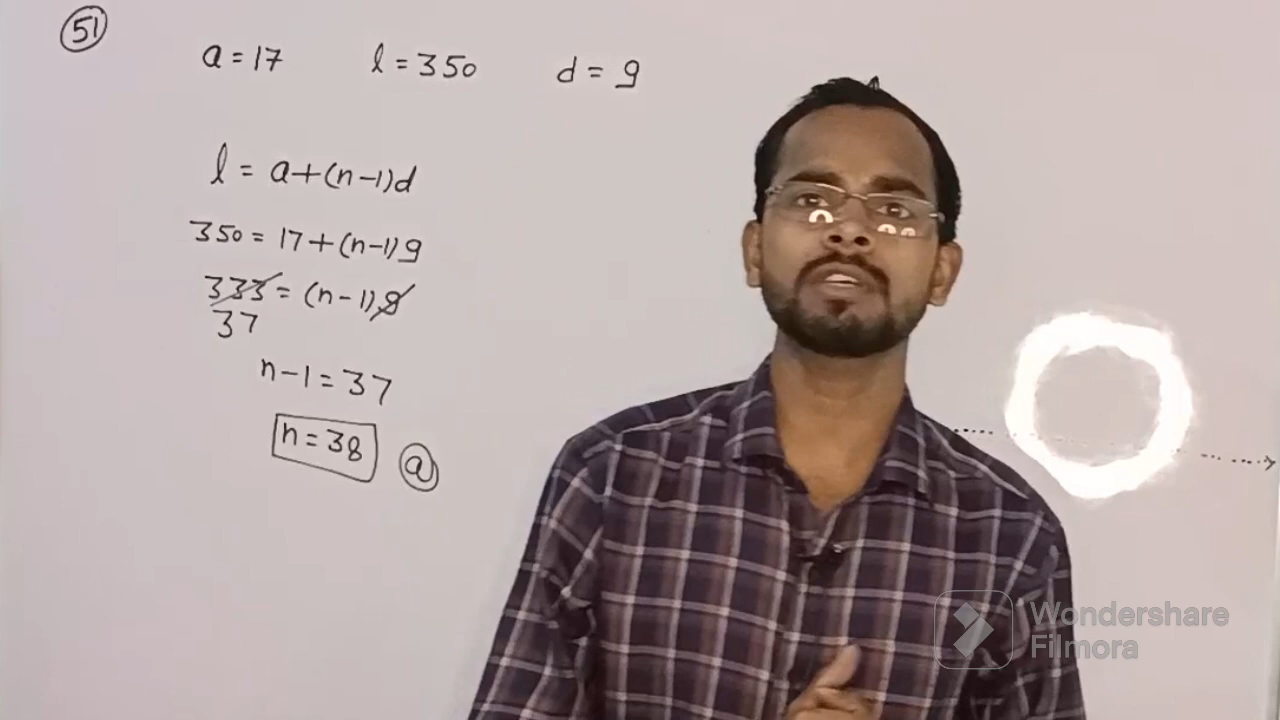 51
a = 17 l = 350 d = 9
l = a+(n-1)d
350 = 17+(n-1)9
333 = (n-1)9
37
n-1 = 37
n = 38 a
Wondershare
Filmora